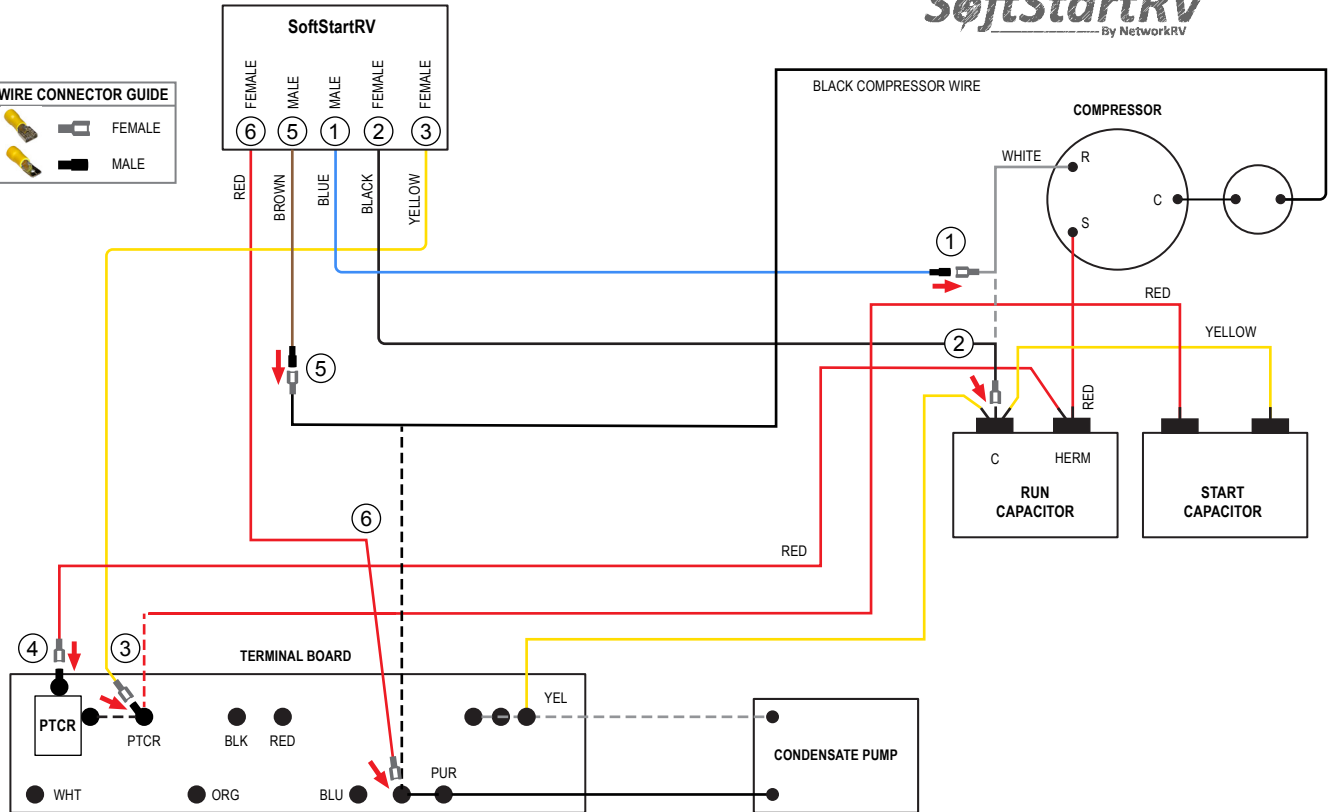 SoftStartRV
By NetworkRV
SoftStartRV
WIRE CONNECTOR GUIDE
FEMALE
MALE
FEMALE
MALE
MALE
FEMALE
FEMALE
6
5
1
2
3
RED
BROWN
BLUE
BLACK
YELLOW
BLACK COMPRESSOR WIRE
COMPRESSOR
WHITE
R
C
S
1
RED
YELLOW
2
5
RED
C
HERM
RUN
CAPACITOR
START
CAPACITOR
6
RED
4
3
TERMINAL BOARD
YEL
PTCR
PTCR
BLK
RED
CONDENSATE PUMP
PUR
WHT
ORG
BLU